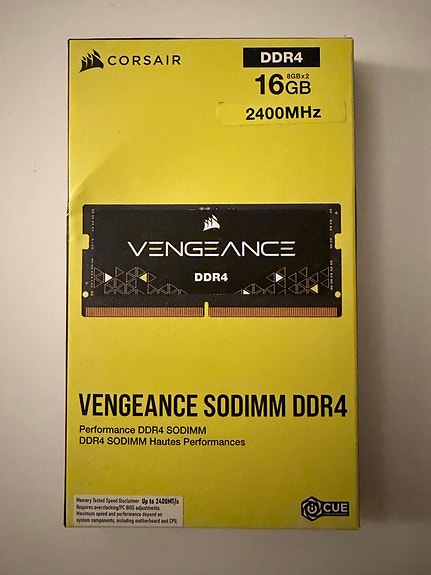 CORSAIR
DDR4
8GBx2
16GB
2400MHz
VENGEANCE
DDR4
VENGEANCE SODIMM DDR4
Performance DDR4 SODIMM
DDR4 SODIMM Hautes Performances
Memory Tested Speed Disclaimer: Up to 2400MT/s
Requires overclocking/PC BIOS adjustments.
Maximum speed and performance depend on
system components, including motherboard and CPU.
iCUE